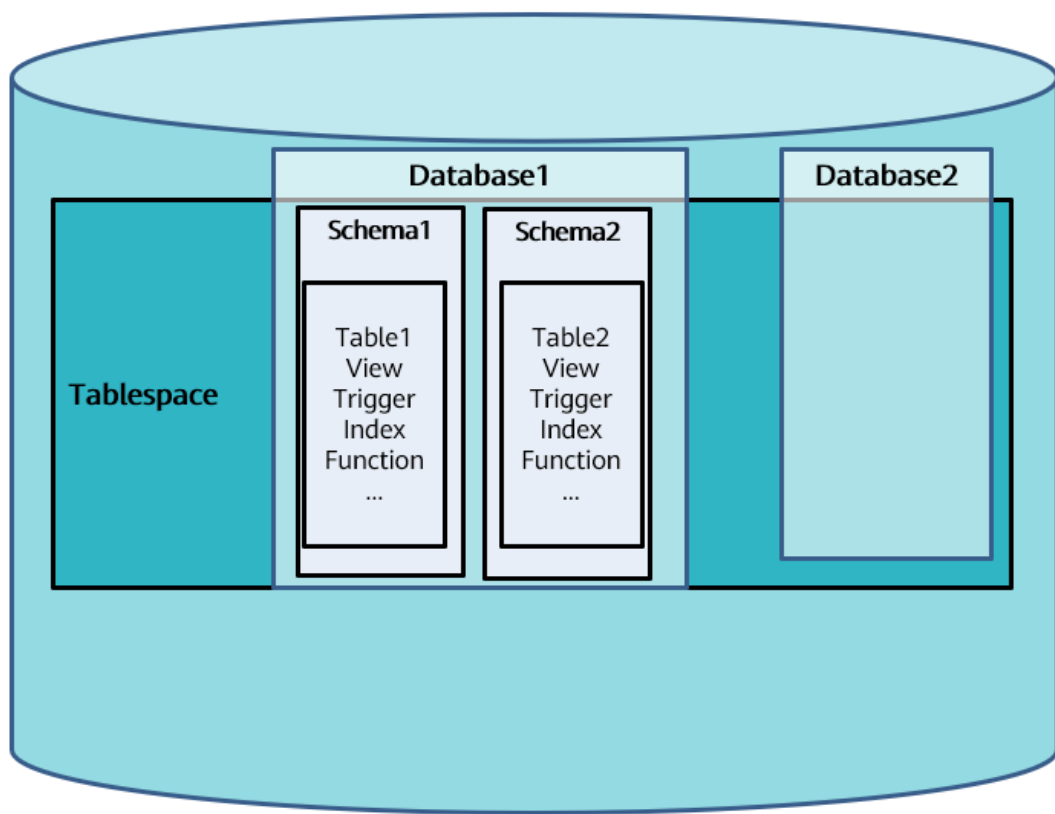 Database1
Database2
Schema1
Schema2
Table1
View
Trigger
Index
Function
...
Table2
View
Trigger
Index
Function
...
Tablespace